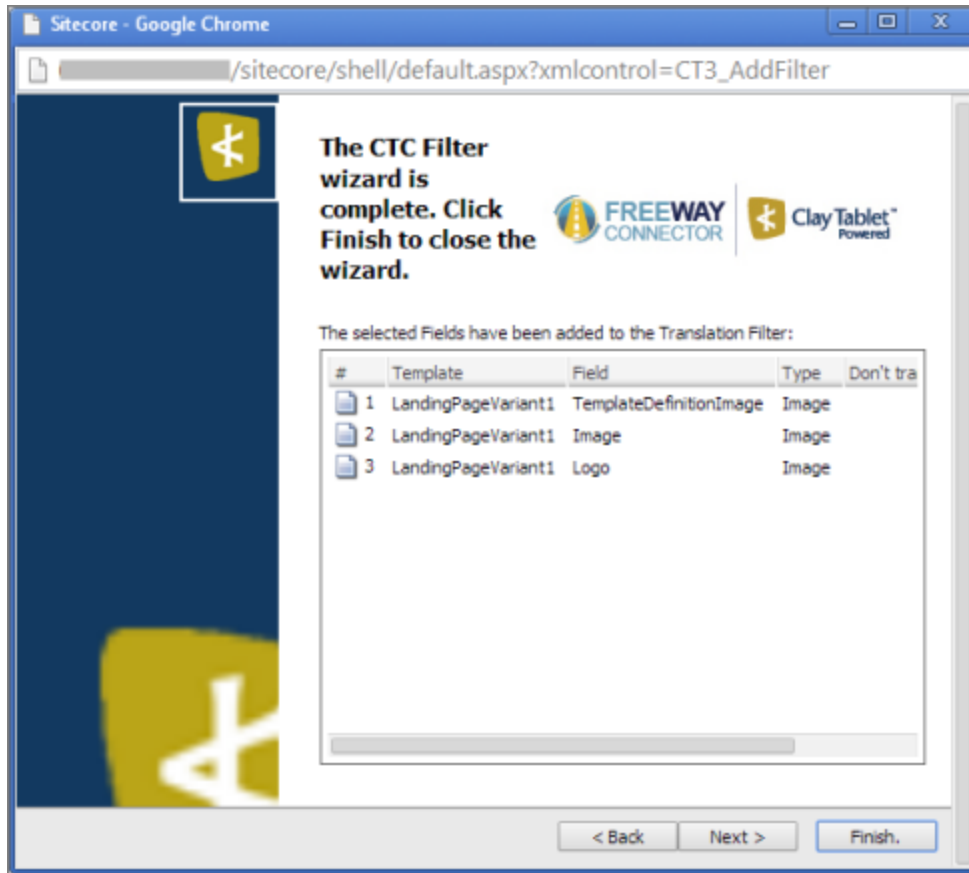 Sitecore - Google Chrome
/sitecore/shell/default.aspx?xmlcontrol=CT3_AddFilter
The CTC Filter
wizard is
complete. Click
Finish to close the
wizard.
FREEWAY
CONNECTOR
Clay Tablet™
Powered
The selected Fields have been added to the Translation Filter:
# Template Field Type Don't tra
1 LandingPageVariant1 TemplateDefinitionImage Image
2 LandingPageVariant1 Image Image
3 LandingPageVariant1 Logo Image
< Back Next > Finish.